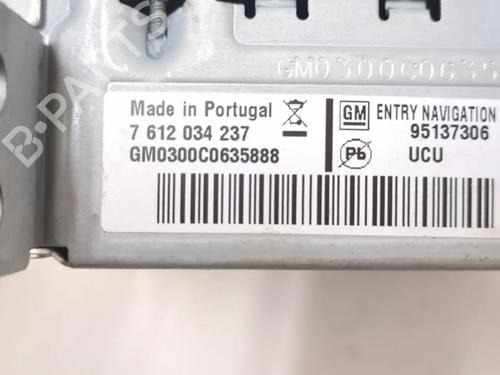 GM0300C0635
Made in Portugal
7 612 034 237
GM0300C0635888
GM ENTRY NAVIGATION
95137306
Pb UCU
B-PARTS